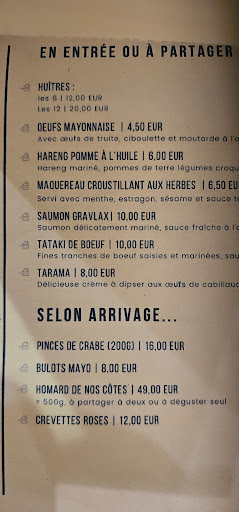 EN ENTRÉE OU À PARTAGER
HUÎTRES :
les 6 | 12,00 EUR
Les 12 | 20,00 EUR
OEUFS MAYONNAISE | 4,50 EUR
Avec œufs de truite, ciboulette et moutarde à l'a
HARENG POMME À L'HUILE | 6,00 EUR
Hareng mariné, pommes de terre légumes croqu
MAQUEREAU CROUSTILLANT AUX HERBES | 6,50 EU
Servi avec menthe, estragon, sésame et sauce t
SAUMON GRAVLAX | 10,00 EUR
Saumon délicatement mariné, sauce fraîche à l'
TATAKI DE BOEUF | 10,00 EUR
Fines tranches de boeuf saisies et marinées, sau
TARAMA | 8,00 EUR
Délicieuse crème à dipser aux œufs de cabillau
SELON ARRIVAGE...
PINCES DE CRABE (200G) | 16,00 EUR
BULOTS MAYO | 8,00 EUR
HOMARD DE NOS CÔTES | 49,00 EUR
± 500g, à partager à deux ou à déguster seul
CREVETTES ROSES | 12,00 EUR